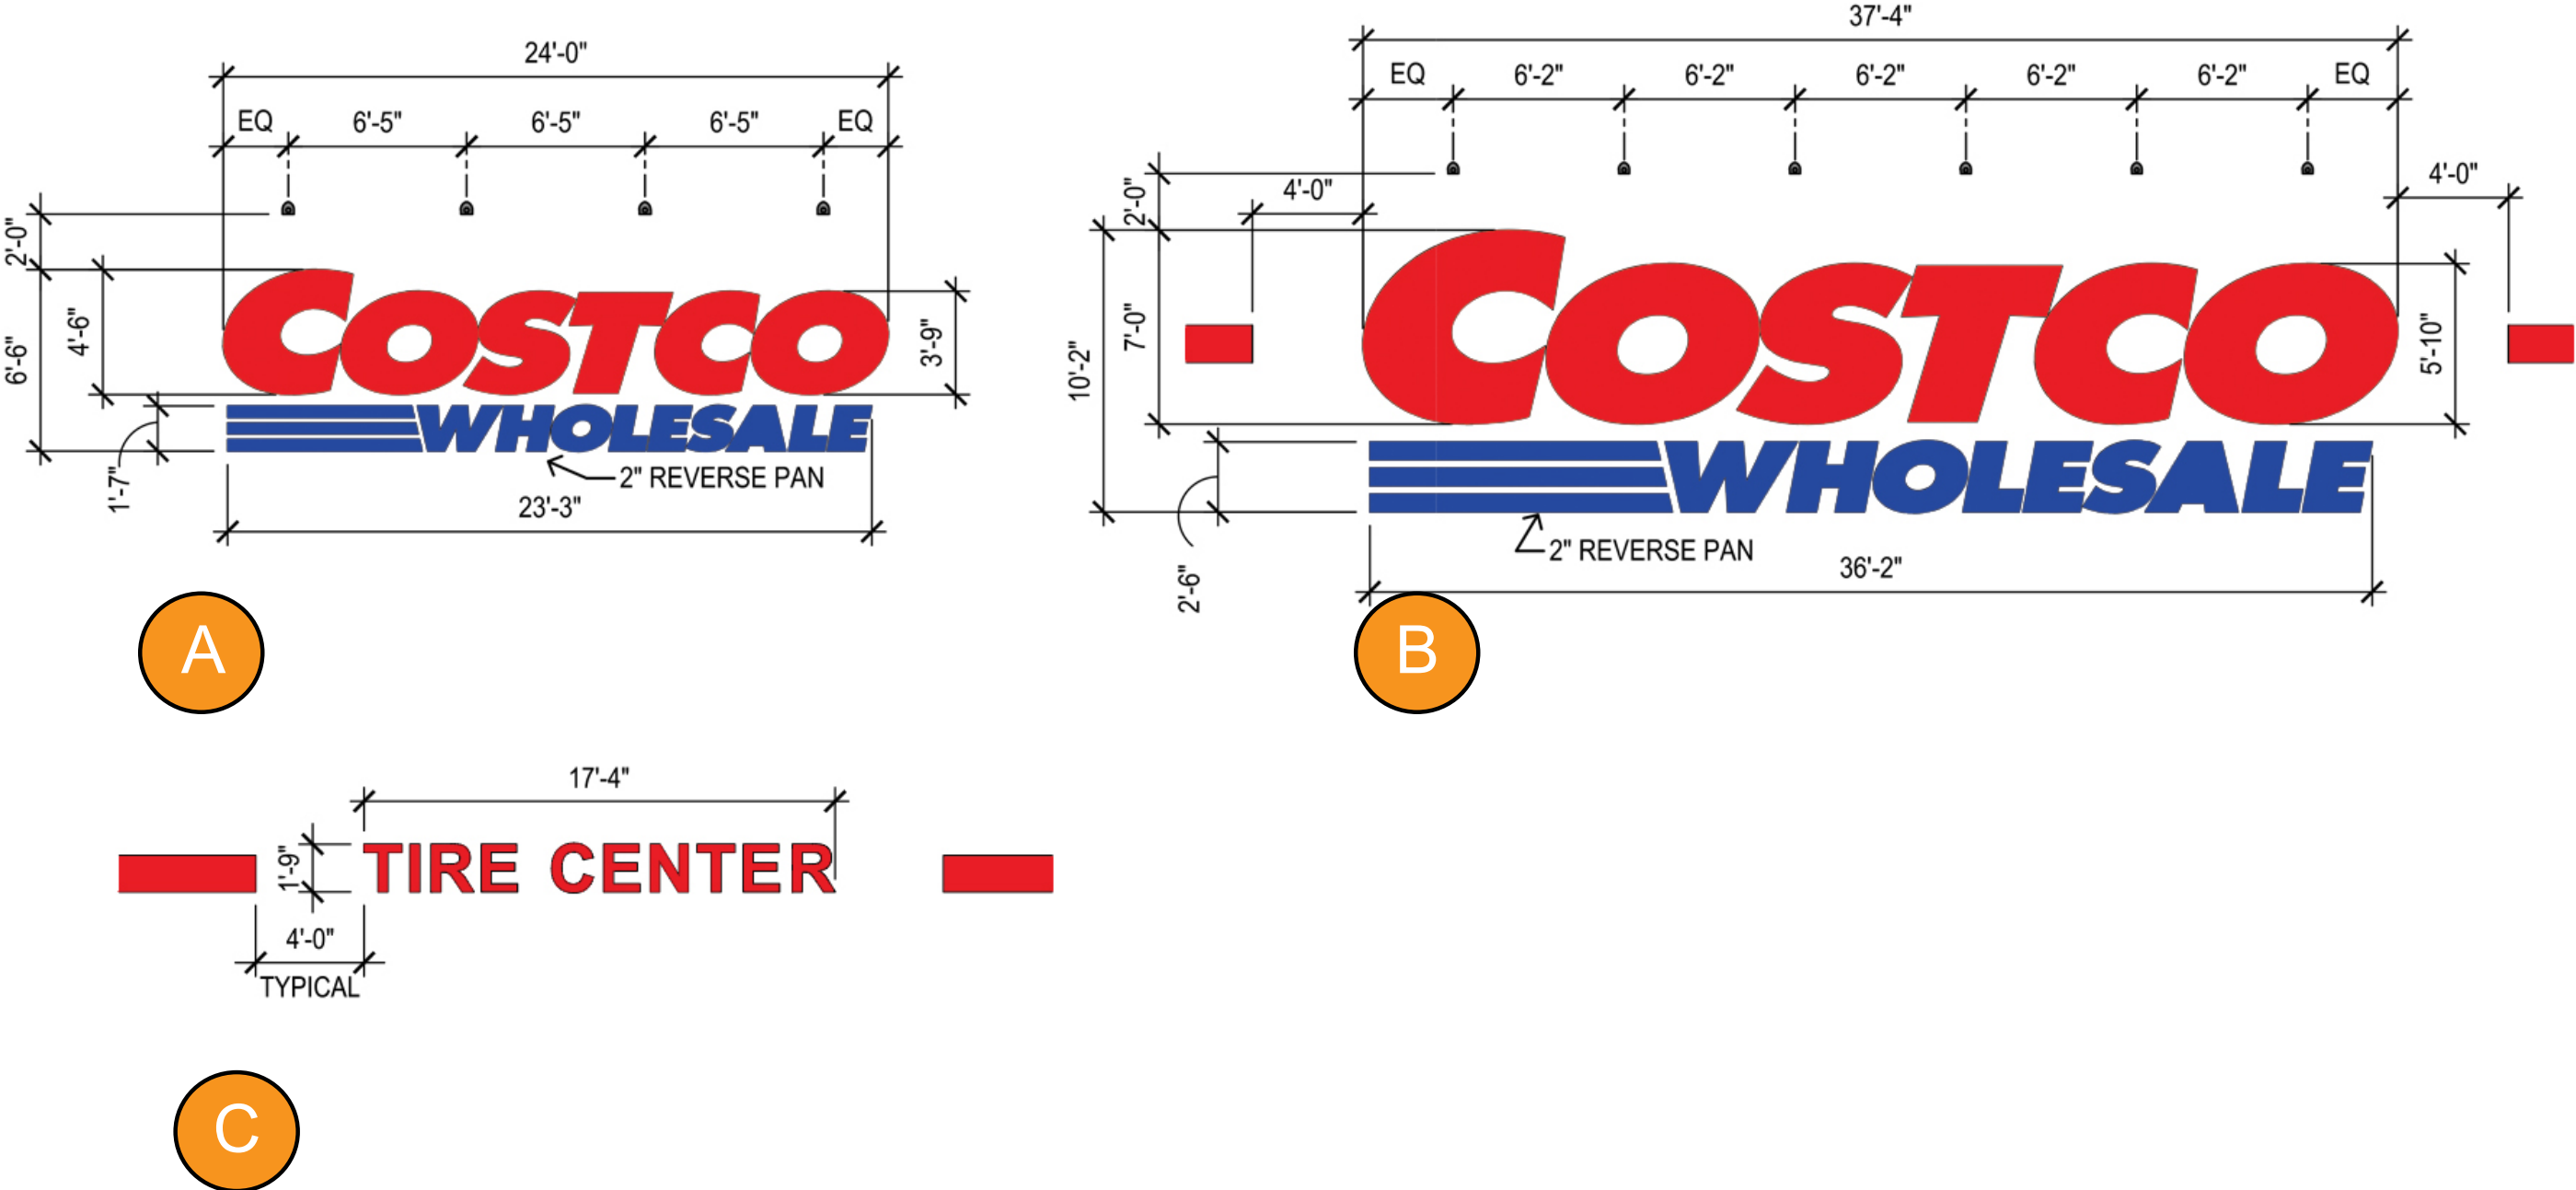 24'-0"
EQ 6'-5" 6'-5" 6'-5" EQ
2'-0"
6'-6"
4'-6"
COSTCO
3'-9"
WHOLESALE
1'-7"
2" REVERSE PAN
23'-3"
A
37'-4"
EQ 6'-2" 6'-2" 6'-2" 6'-2" 6'-2" EQ
2'-0"
4'-0"
4'-0"
10'-2"
7'-0"
COSTCO
5'-10"
WHOLESALE
2" REVERSE PAN
2'-6"
36'-2"
B
17'-4"
1'-9"
TIRE CENTER
4'-0"
TYPICAL
C